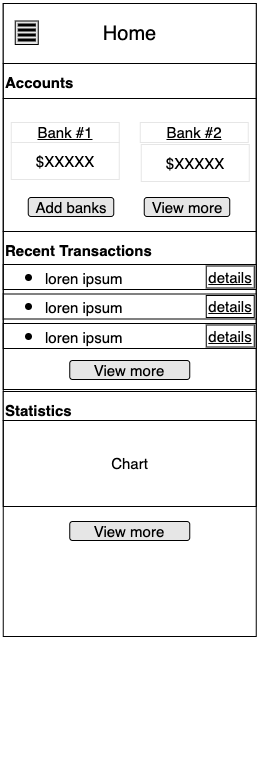 Home
Accounts
Bank #1
Bank #2
$XXXXX
$XXXXX
Add banks
View more
Recent Transactions
loren ipsum
details
loren ipsum
details
loren ipsum
details
View more
Statistics
Chart
View more